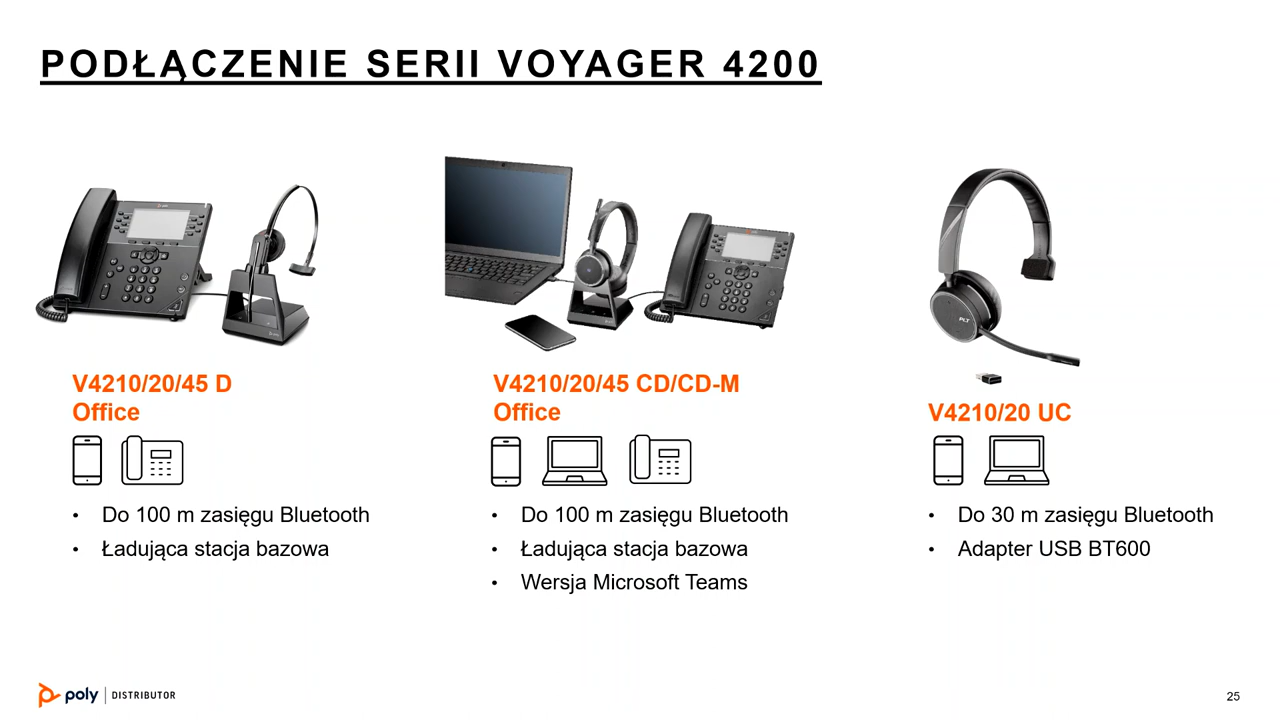 PODŁĄCZENIE SERII VOYAGER 4200
V4210/20/45 D
Office
• Do 100 m zasięgu Bluetooth
• Ładująca stacja bazowa
V4210/20/45 CD/CD-M
Office
• Do 100 m zasięgu Bluetooth
• Ładująca stacja bazowa
• Wersja Microsoft Teams
PLT
V4210/20 UC
• Do 30 m zasięgu Bluetooth
• Adapter USB BT600
poly | DISTRIBUTOR
25